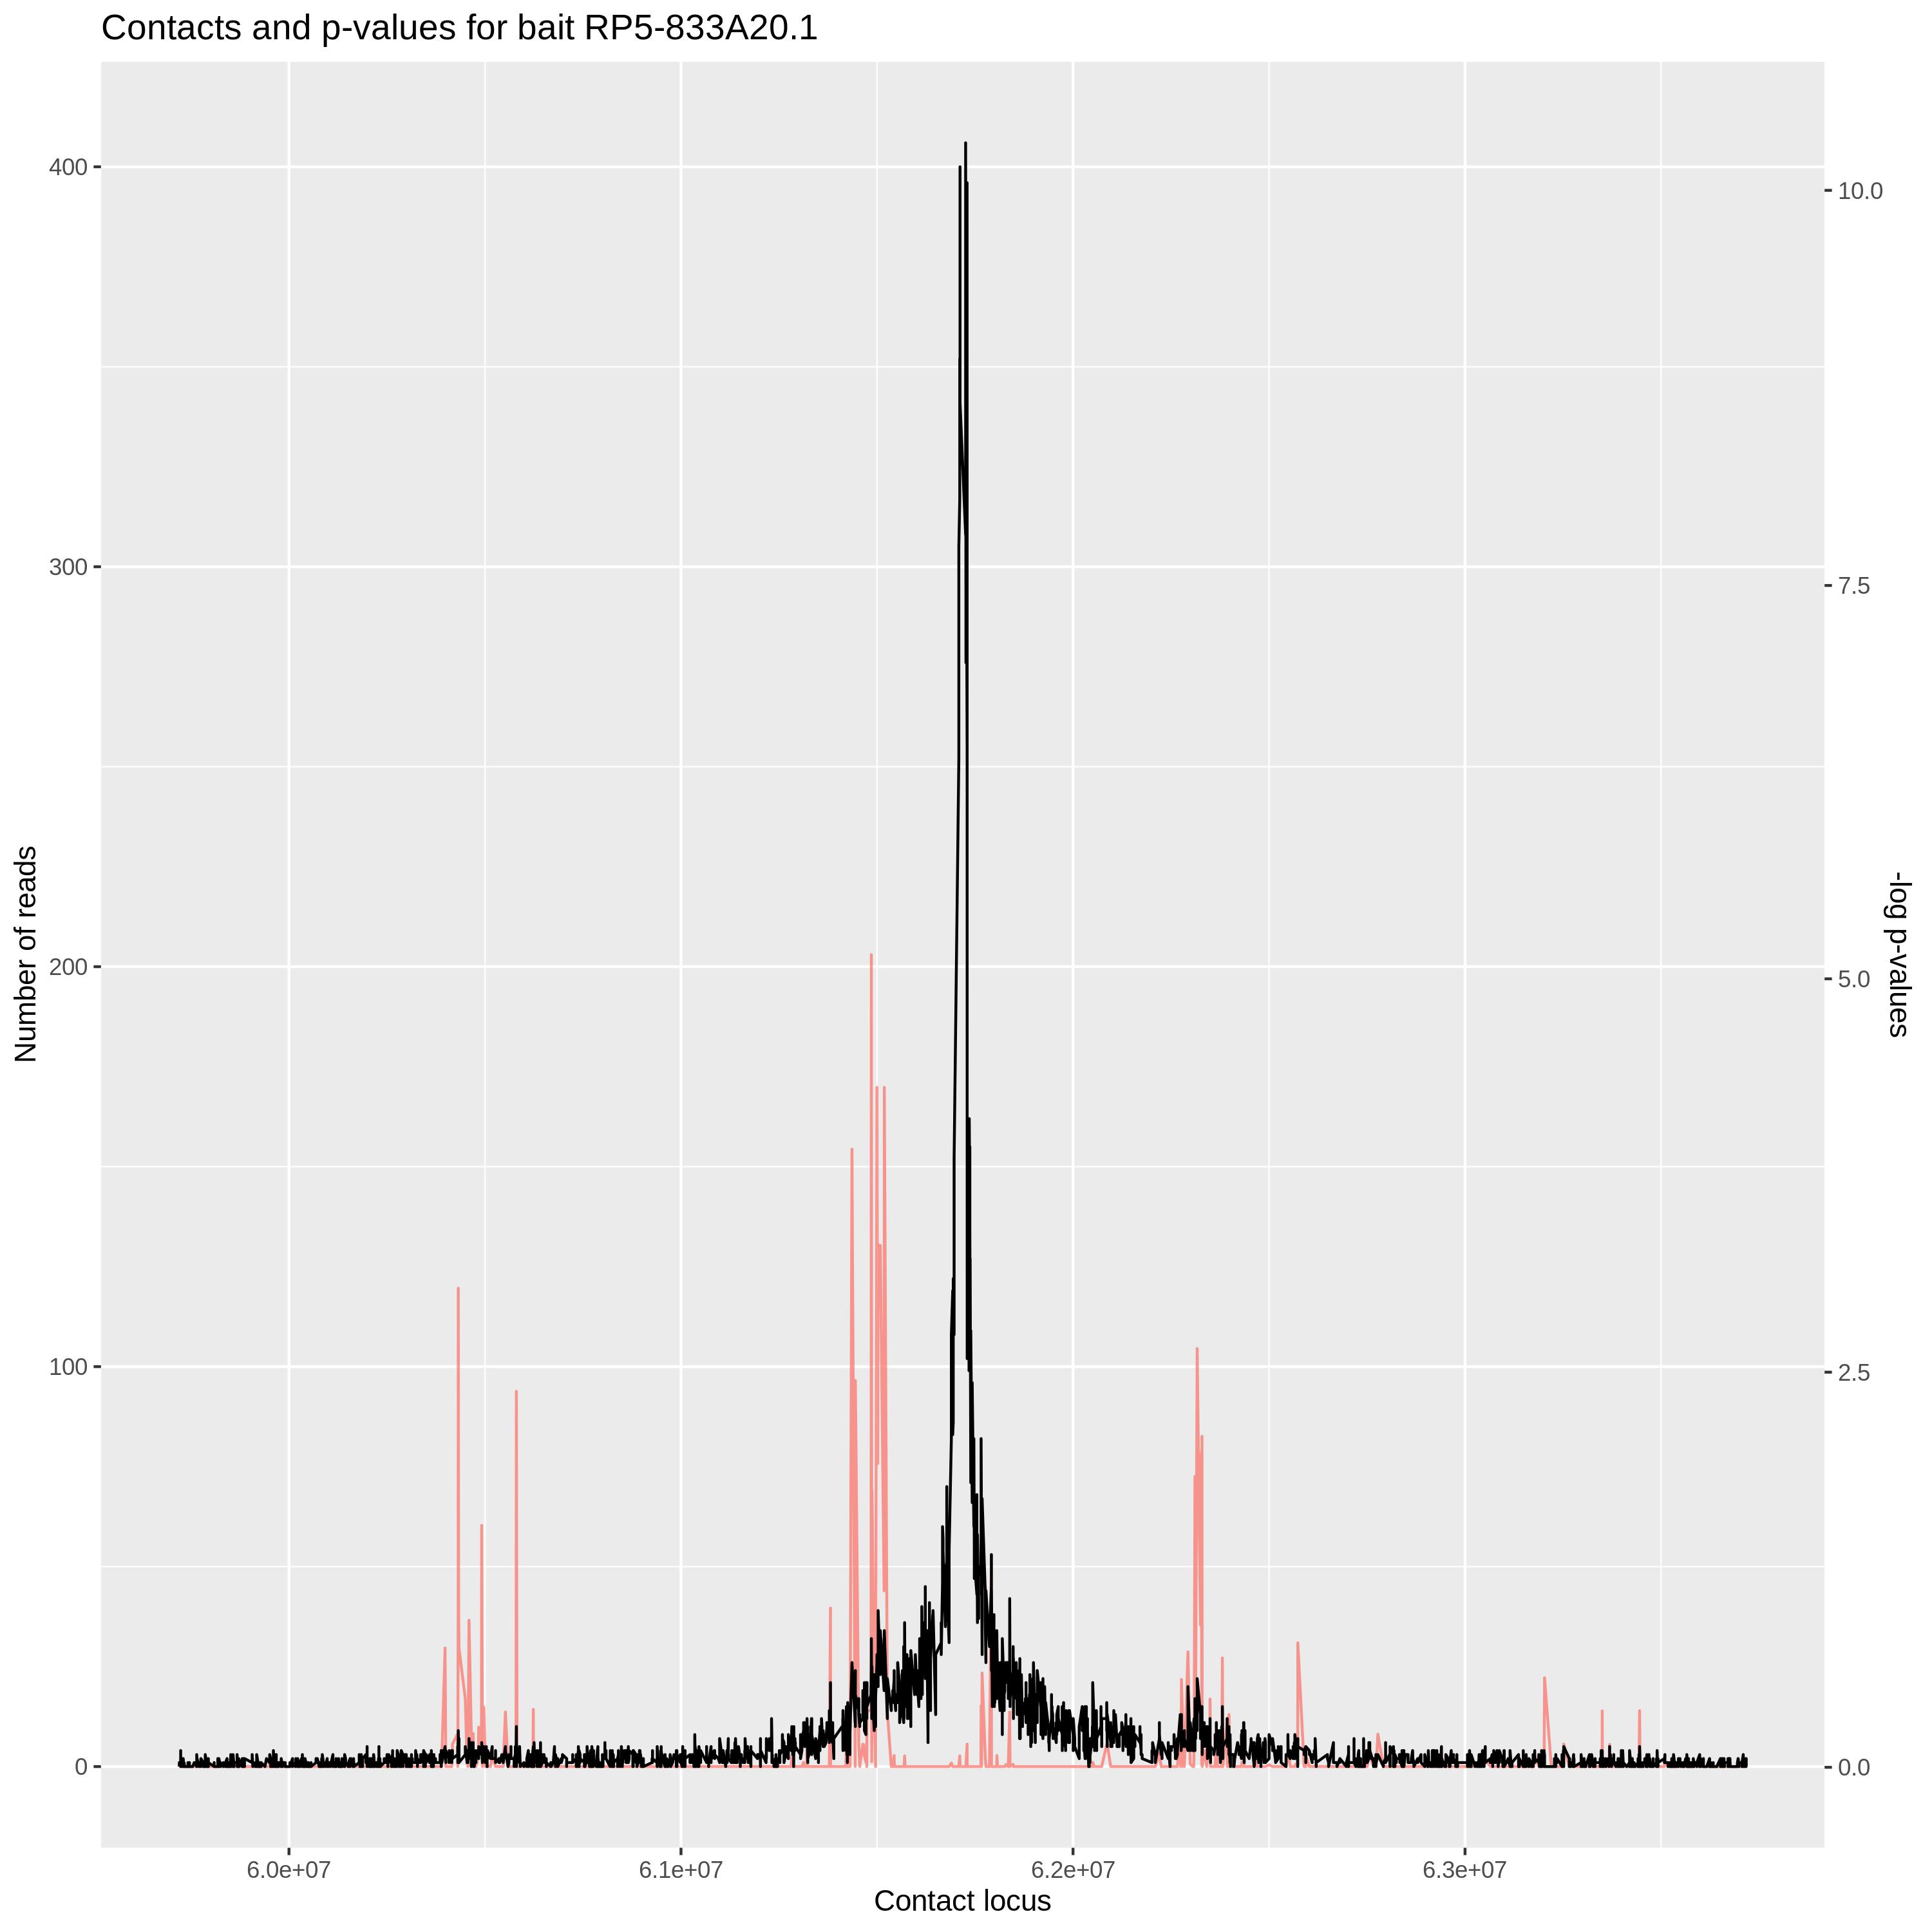 Contacts and p-values for bait RP5-833A20.1
400
300
200
100
0
Number of reads
10.0
7.5
5.0
2.5
0.0
-log p-values
6.0e+07 6.1e+07 6.2e+07 6.3e+07
Contact locus